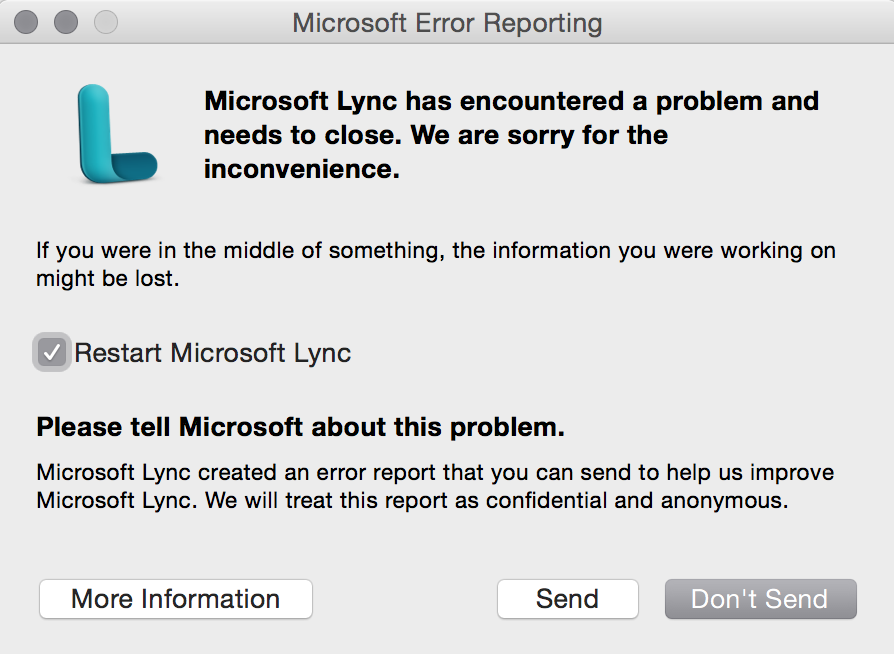 Microsoft Error Reporting
Microsoft Lync has encountered a problem and
needs to close. We are sorry for the
inconvenience.
If you were in the middle of something, the information you were working on
might be lost.
Restart Microsoft Lync
Please tell Microsoft about this problem.
Microsoft Lync created an error report that you can send to help us improve
Microsoft Lync. We will treat this report as confidential and anonymous.
More Information
Send
Don't Send